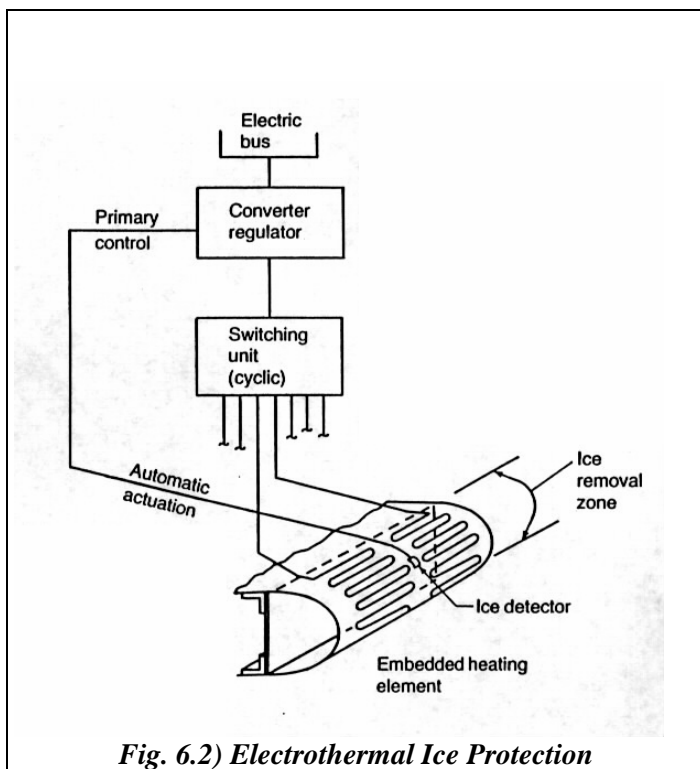 Electric
bus
Primary
control
Converter
regulator
Switching
unit
(cyclic)
Automatic
actuation
Ice
removal
zone
Ice detector
Embedded heating
element
Fig. 6.2) Electrothermal Ice Protection